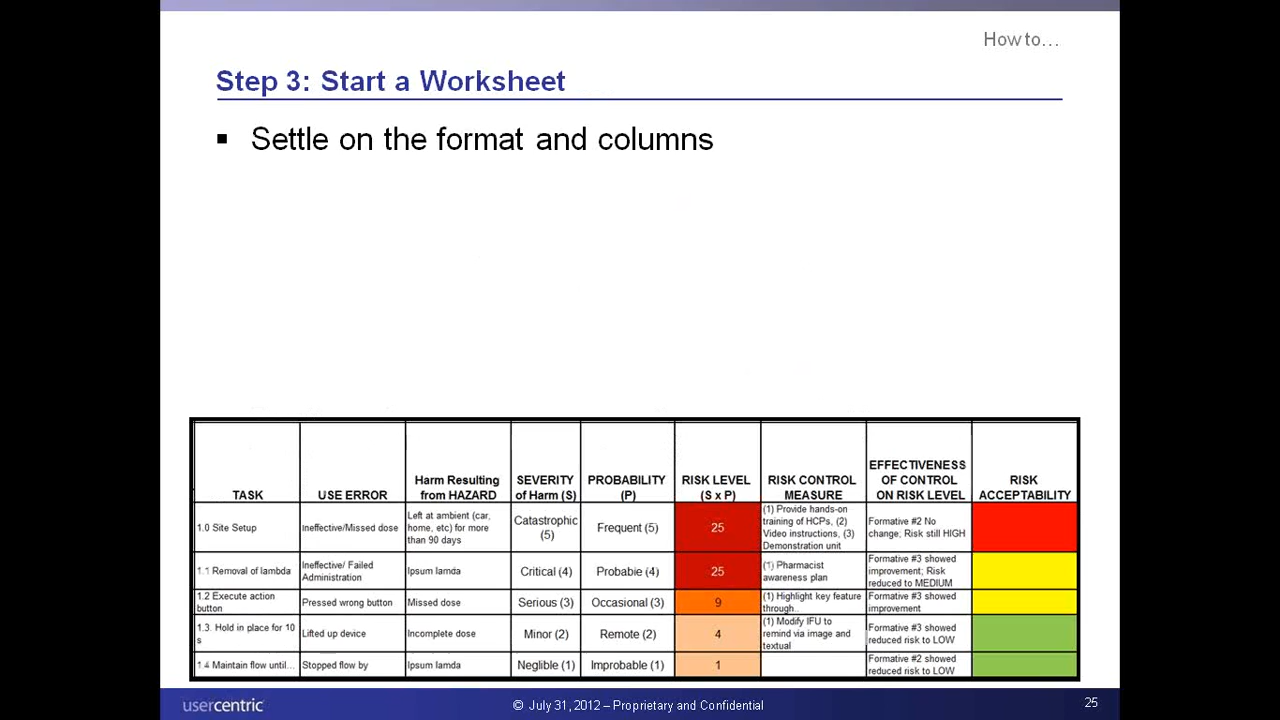 How to…
Step 3: Start a Worksheet
▪ Settle on the format and columns
TASK
USE ERROR
Harm Resulting
from HAZARD
SEVERITY
of Harm (S)
PROBABILITY
(P)
RISK LEVEL
(S x P)
RISK CONTROL
MEASURE
EFFECTIVENESS
OF CONTROL
ON RISK LEVEL
RISK
ACCEPTABILITY
1.0 Site Setup
Ineffective/Missed dose
Left at ambient (car,
home, etc) for more
than 90 days
Catastrophic
(5)
Frequent (5)
25
(1) Provide hands-on
training of HCPs, (2)
Video instructions, (3)
Demonstration unit
Formative #2 No
change; Risk still HIGH
1.1 Removal of lambda
Ineffective/ Failed
Administration
Ipsum lamda
Critical (4)
Probabie (4)
25
(1) Pharmacist
awareness plan
Formative #3 showed
improvement; Risk
reduced to MEDIUM
1.2 Execute action
button
Pressed wrong button
Missed dose
Serious (3)
Occasional (3)
9
(1) Highlight key feature
through..
Formative #3 showed
improvement
1.3. Hold in place for 10
s
Lifted up device
Incomplete dose
Minor (2)
Remote (2)
4
(1) Modify IFU to
remind via image and
textual
Formative #3 showed
reduced risk to LOW
1.4 Maintain flow until...
Stopped flow by
Ipsum lamda
Neglible (1)
Improbable (1)
1
Formative #2 showed
reduced risk to LOW
usercentric
© July 31, 2012 – Proprietary and Confidential
25